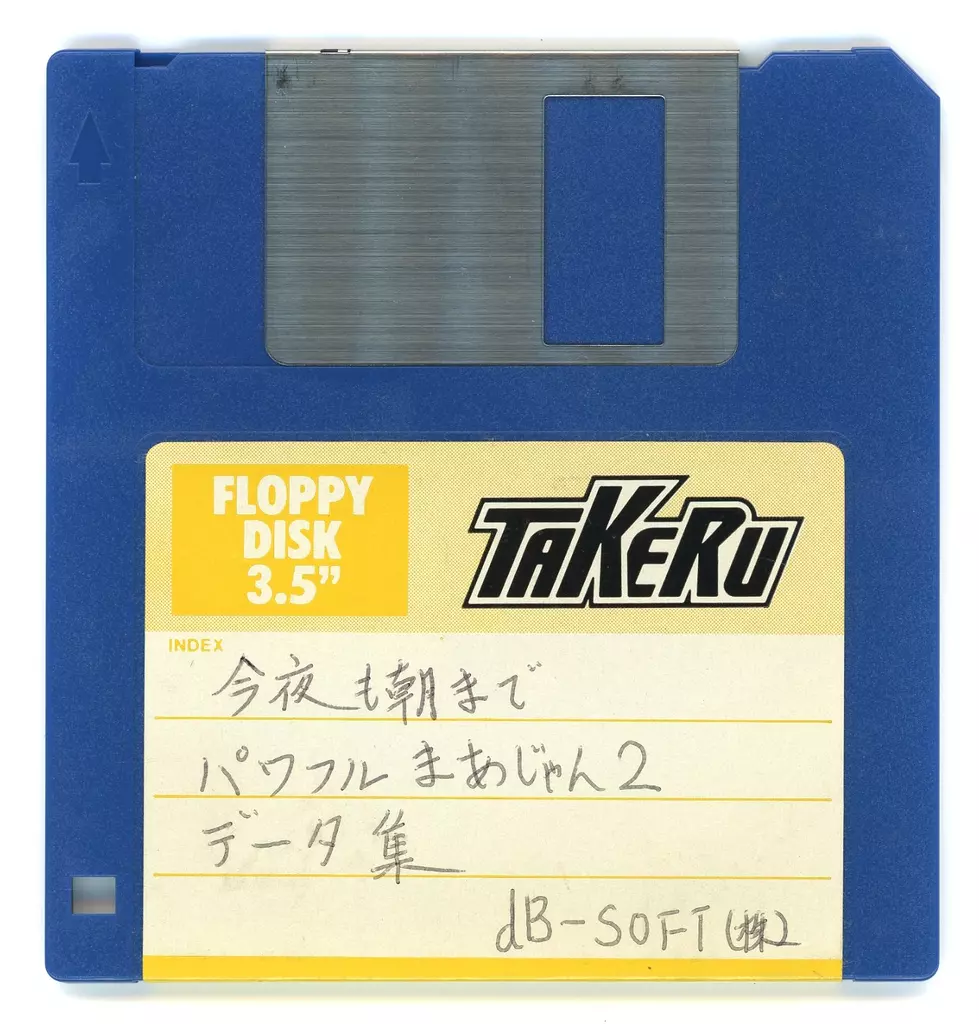 FLOPPY
DISK
3.5”
TAKERU
INDEX
今夜も朝まで
パワフルまあじゃん2
データ集
dB-SOFT(株)